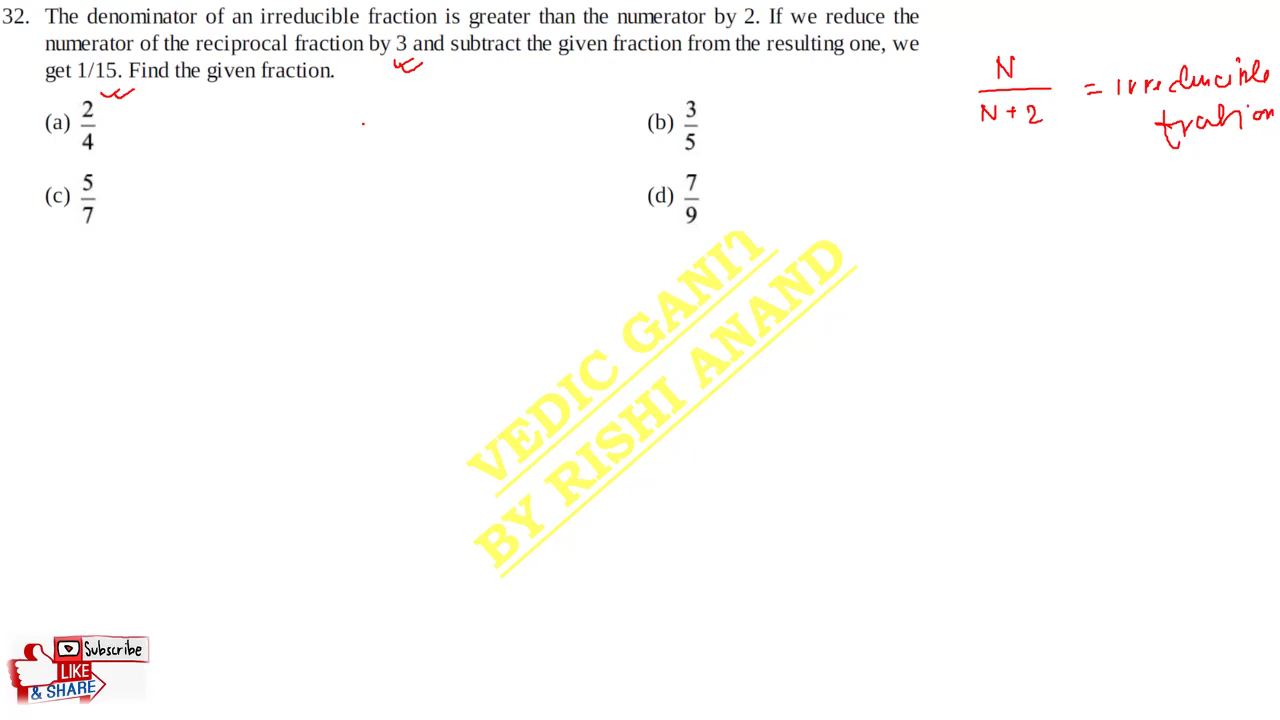 32. The denominator of an irreducible fraction is greater than the numerator by 2. If we reduce the
numerator of the reciprocal fraction by 3 and subtract the given fraction from the resulting one, we
get 1/15. Find the given fraction.
(a) 2/4
(b) 3/5
(c) 5/7
(d) 7/9
N/N+2 = irreducible
fration
VEDIC GANIT
BY RISHI ANAND
Subscribe
LIKE
& SHARE